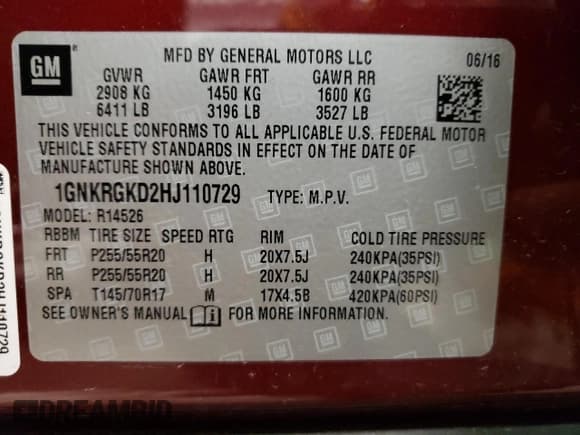 GM
MFD BY GENERAL MOTORS LLC 06/16
GVWR GAWR FRT GAWR RR
2908 KG 1450 KG 1600 KG
6411 LB 3196 LB 3527 LB
THIS VEHICLE CONFORMS TO ALL APPLICABLE U.S. FEDERAL MOTOR
VEHICLE SAFETY STANDARDS IN EFFECT ON THE DATE OF
MANUFACTURE SHOWN ABOVE.
1GNKRGKD2HJ110729 TYPE: M.P.V.
MODEL: R14526
RBBM TIRE SIZE SPEED RTG RIM COLD TIRE PRESSURE
FRT P255/55R20 H 20X7.5J 240KPA(35PSI)
RR P255/55R20 H 20X7.5J 240KPA(35PSI)
SPA T145/70R17 M 17X4.5B 420KPA(60PSI)
SEE OWNER'S MANUAL FOR MORE INFORMATION.
DREAMBID